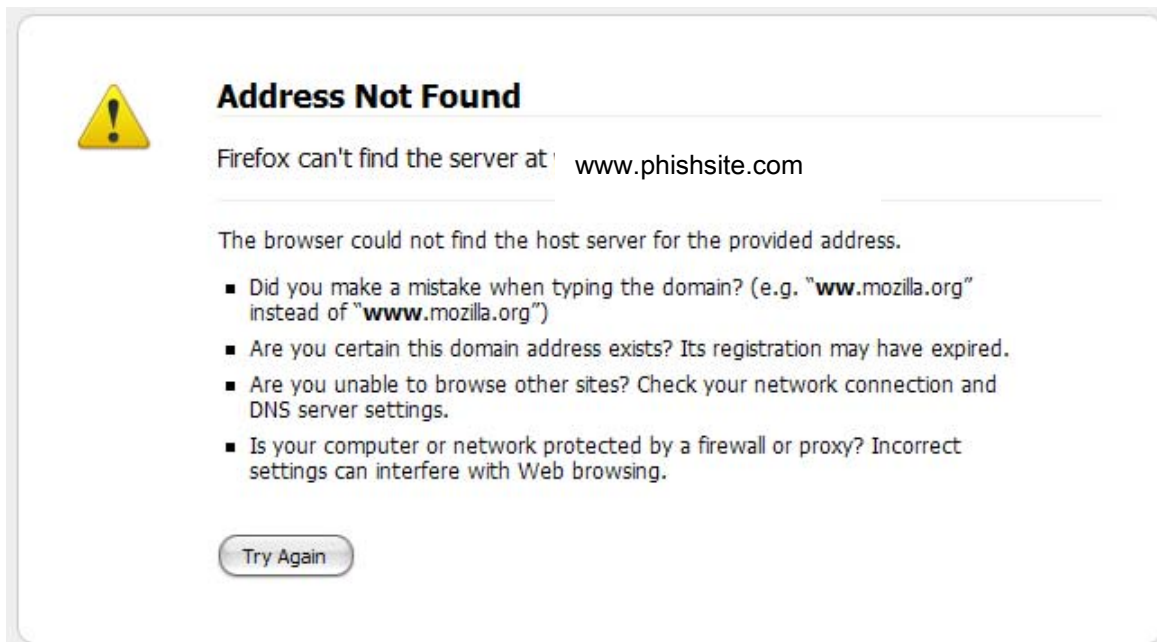 Address Not Found
Firefox can't find the server at www.phishsite.com
The browser could not find the host server for the provided address.
▪ Did you make a mistake when typing the domain? (e.g. “ww.mozilla.org”
instead of “www.mozilla.org”)
▪ Are you certain this domain address exists? Its registration may have expired.
▪ Are you unable to browse other sites? Check your network connection and
DNS server settings.
▪ Is your computer or network protected by a firewall or proxy? Incorrect
settings can interfere with Web browsing.
Try Again